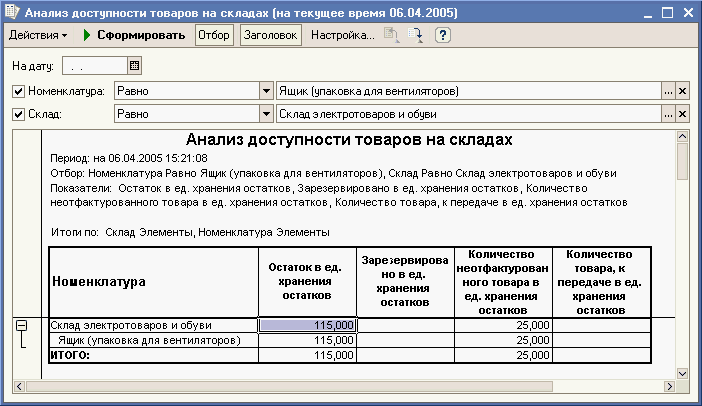 Анализ доступности товаров на складах (на текущее время 06.04.2005)
Действия Сформировать Отбор Заголовок Настройка... ?
На дату: . .
Номенклатура: Равно Ящик (упаковка для вентиляторов) ... ×
Склад: Равно Склад электротоваров и обуви ... ×
Анализ доступности товаров на складах
Период: на 06.04.2005 15:21:08
Отбор: Номенклатура Равно Ящик (упаковка для вентиляторов), Склад Равно Склад электротоваров и обуви
Показатели: Остаток в ед. хранения остатков, Зарезервировано в ед. хранения остатков, Количество
неотфактурованного товара в ед. хранения остатков, Количество товара, к передаче в ед. хранения остатков
Итоги по: Склад Элементы, Номенклатура Элементы
Номенклатура
Остаток в ед.
хранения
остатков
Зарезервирова
но в ед.
хранения
остатков
Количество
неотфактурован
ного товара в
ед. хранения
остатков
Количество
товара, к
передаче в ед.
хранения
остатков
Склад электротоваров и обуви 115,000 25,000
Ящик (упаковка для вентиляторов) 115,000 25,000
ИТОГО: 115,000 25,000